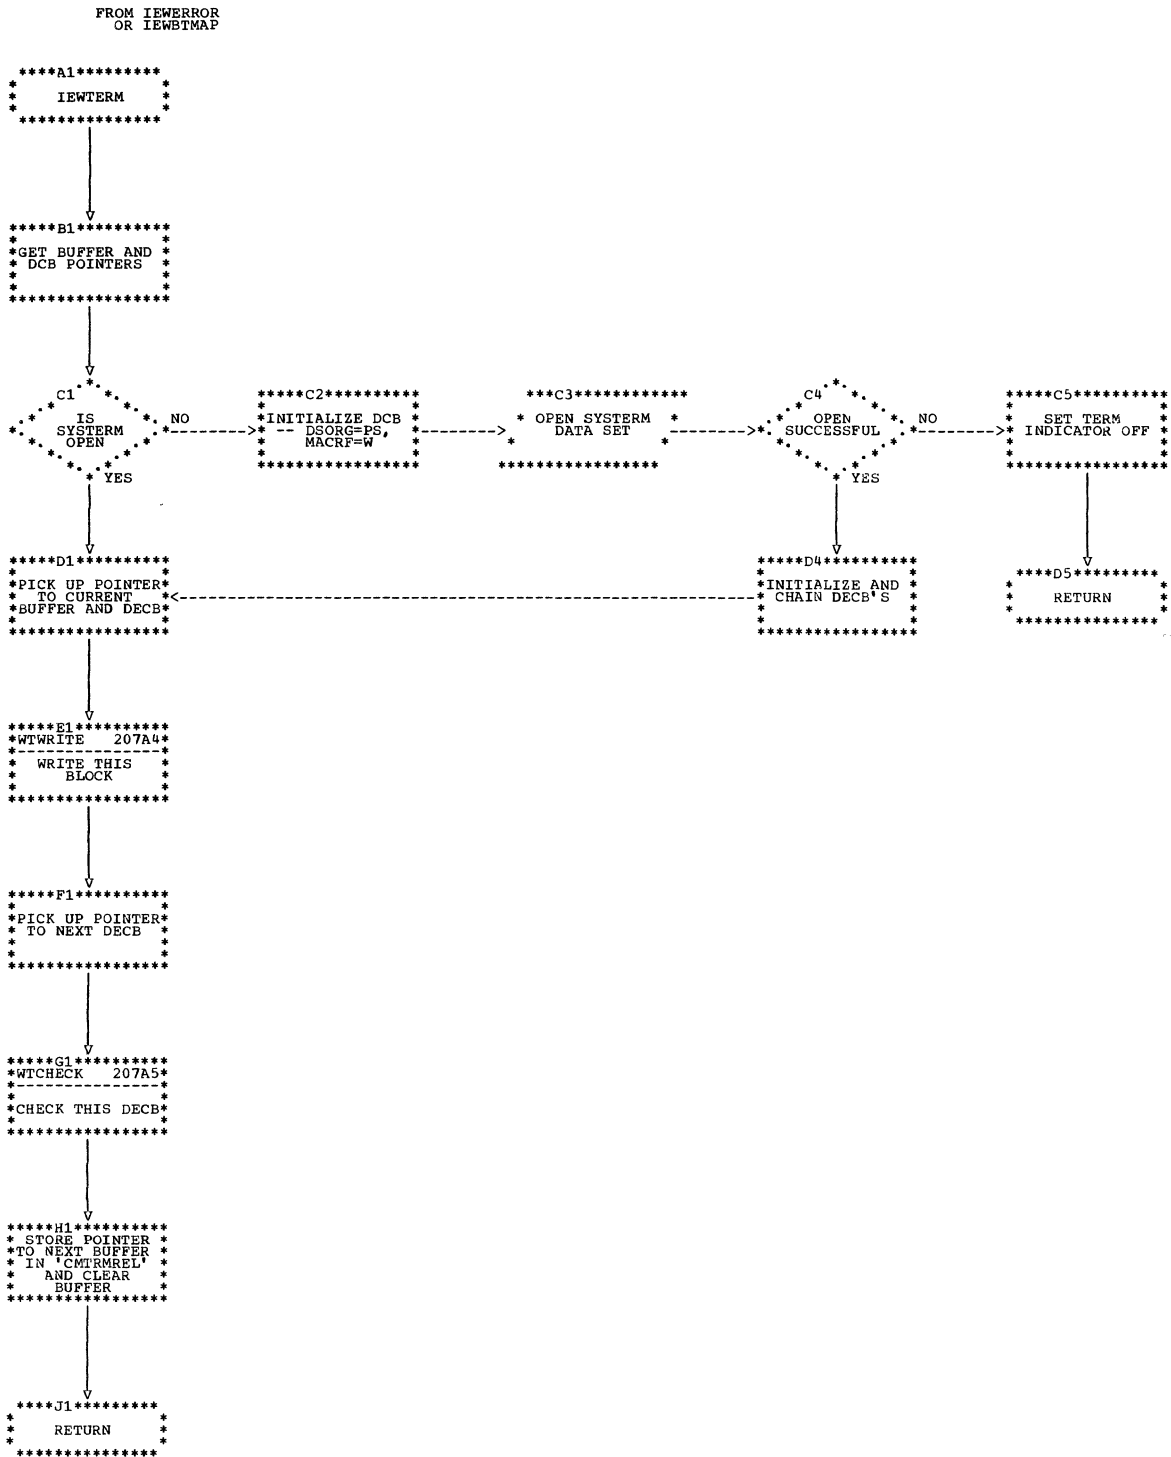 FROM IEWERROR
OR IEWBTMAP
****A1*********
IEWTERM
*****B1**********
GET BUFFER AND
DCB POINTERS
C1
IS
SYSTERM
OPEN
NO
YES
*****C2**********
INITIALIZE DCB
-- DSORG=PS,
MACRF=W
***C3************
OPEN SYSTERM
DATA SET
C4
OPEN
SUCCESSFUL
NO
YES
*****C5**********
SET TERM
INDICATOR OFF
*****D1**********
PICK UP POINTER
TO CURRENT
BUFFER AND DECB
*****D4**********
INITIALIZE AND
CHAIN DECB'S
****D5*********
RETURN
*****E1**********
WTWRITE 207A4
WRITE THIS
BLOCK
*****F1**********
PICK UP POINTER
TO NEXT DECB
*****G1**********
WTCHECK 207A5
CHECK THIS DECB
*****H1**********
STORE POINTER
TO NEXT BUFFER
IN 'CMTRMREL'
AND CLEAR
BUFFER
****J1*********
RETURN